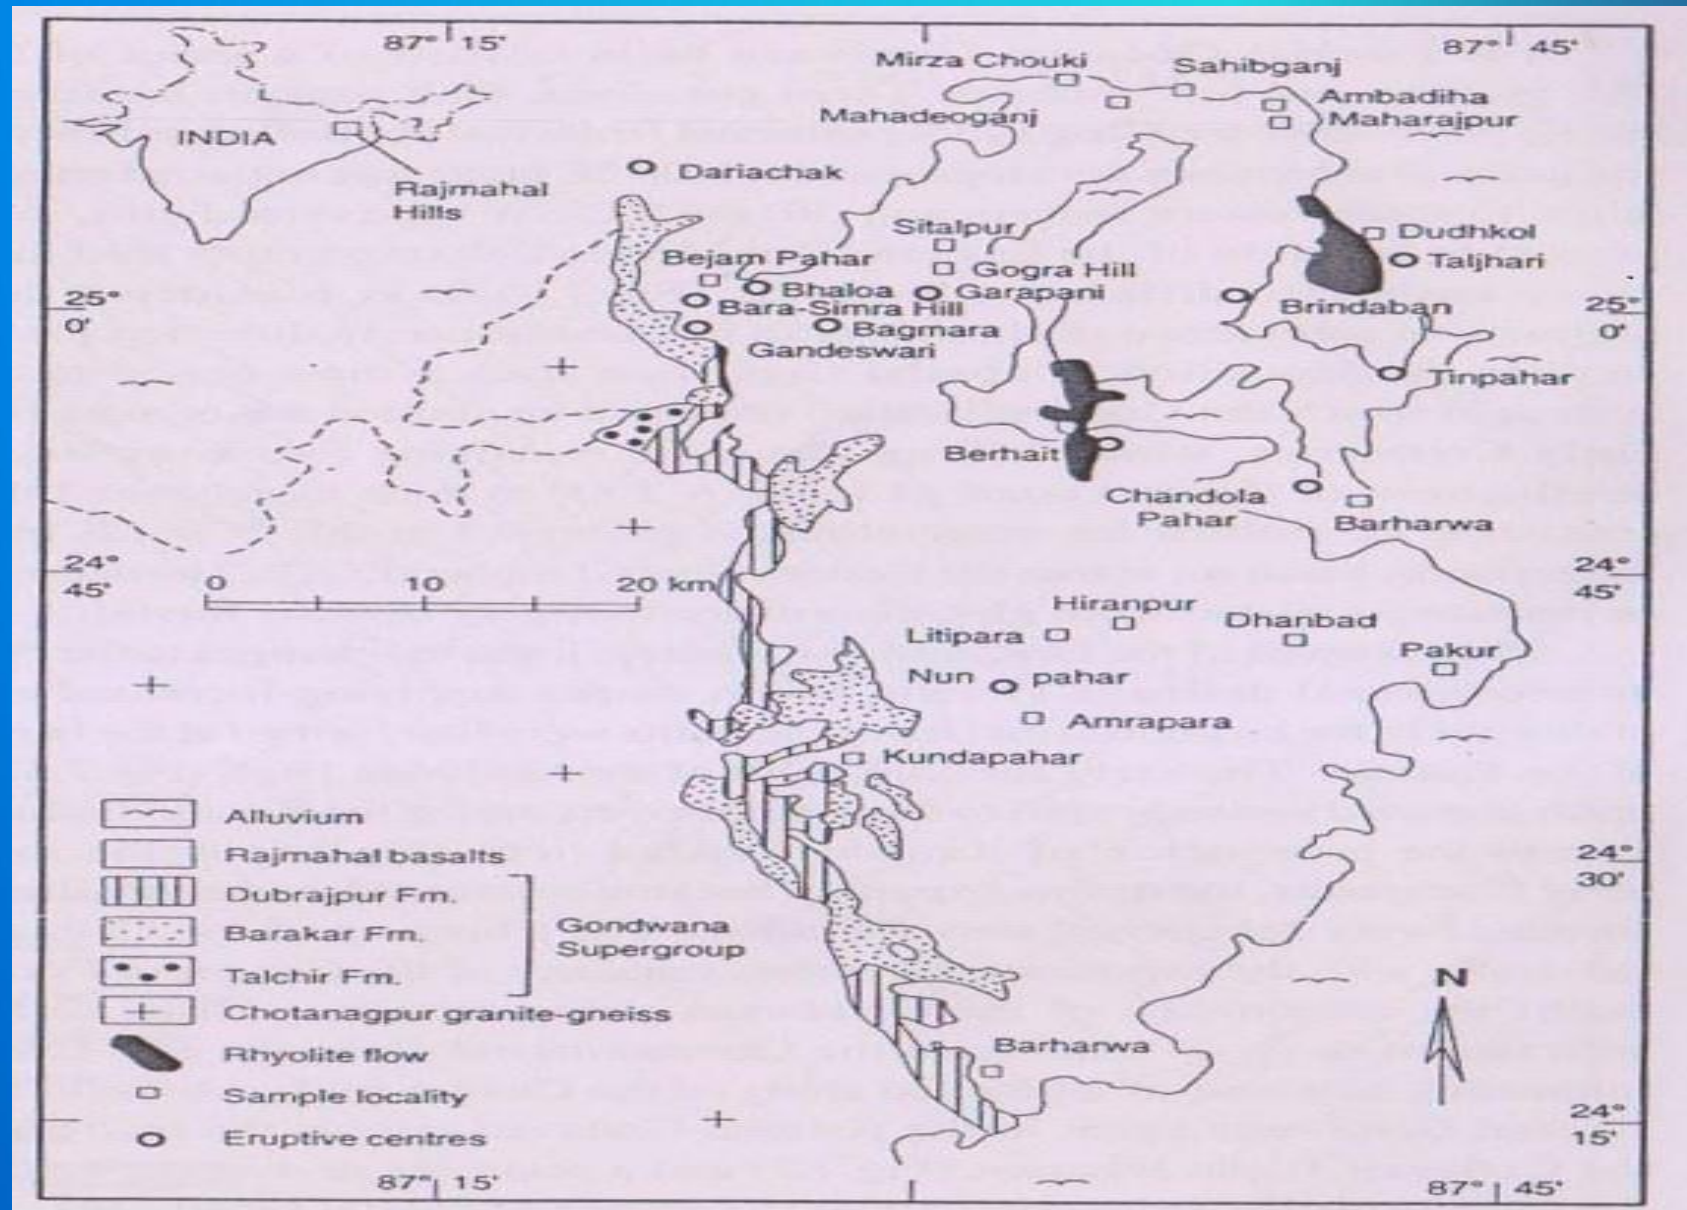 87° 15'
87° 45'
INDIA
Rajmahal
Hills
Mirza Chouki
Sahibganj
Ambadiha
Mahadeoganj
Maharajpur
Dariachak
Sitalpur
Dudhkol
Bejam Pahar
Gogra Hill
Taljhari
Bhaloa
Garapani
25°
0'
Bara-Simra Hill
Brindaban
25°
0'
Bagmara
Gandeswari
Tinpahar
Berhait
Chandola
Pahar
Barharwa
24°
45'
0 10 20 km
24°
45'
Hiranpur
Litipara
Dhanbad
Pakur
Nun pahar
Amrapara
Kundapahar
Alluvium
Rajmahal basalts
Dubrajpur Fm.
Barakar Fm.
Talchir Fm.
Gondwana
Supergroup
Chotanagpur granite-gneiss
Rhyolite flow
Sample locality
Eruptive centres
24°
30'
N
Barharwa
24°
15'
87° 15'
87° 45'